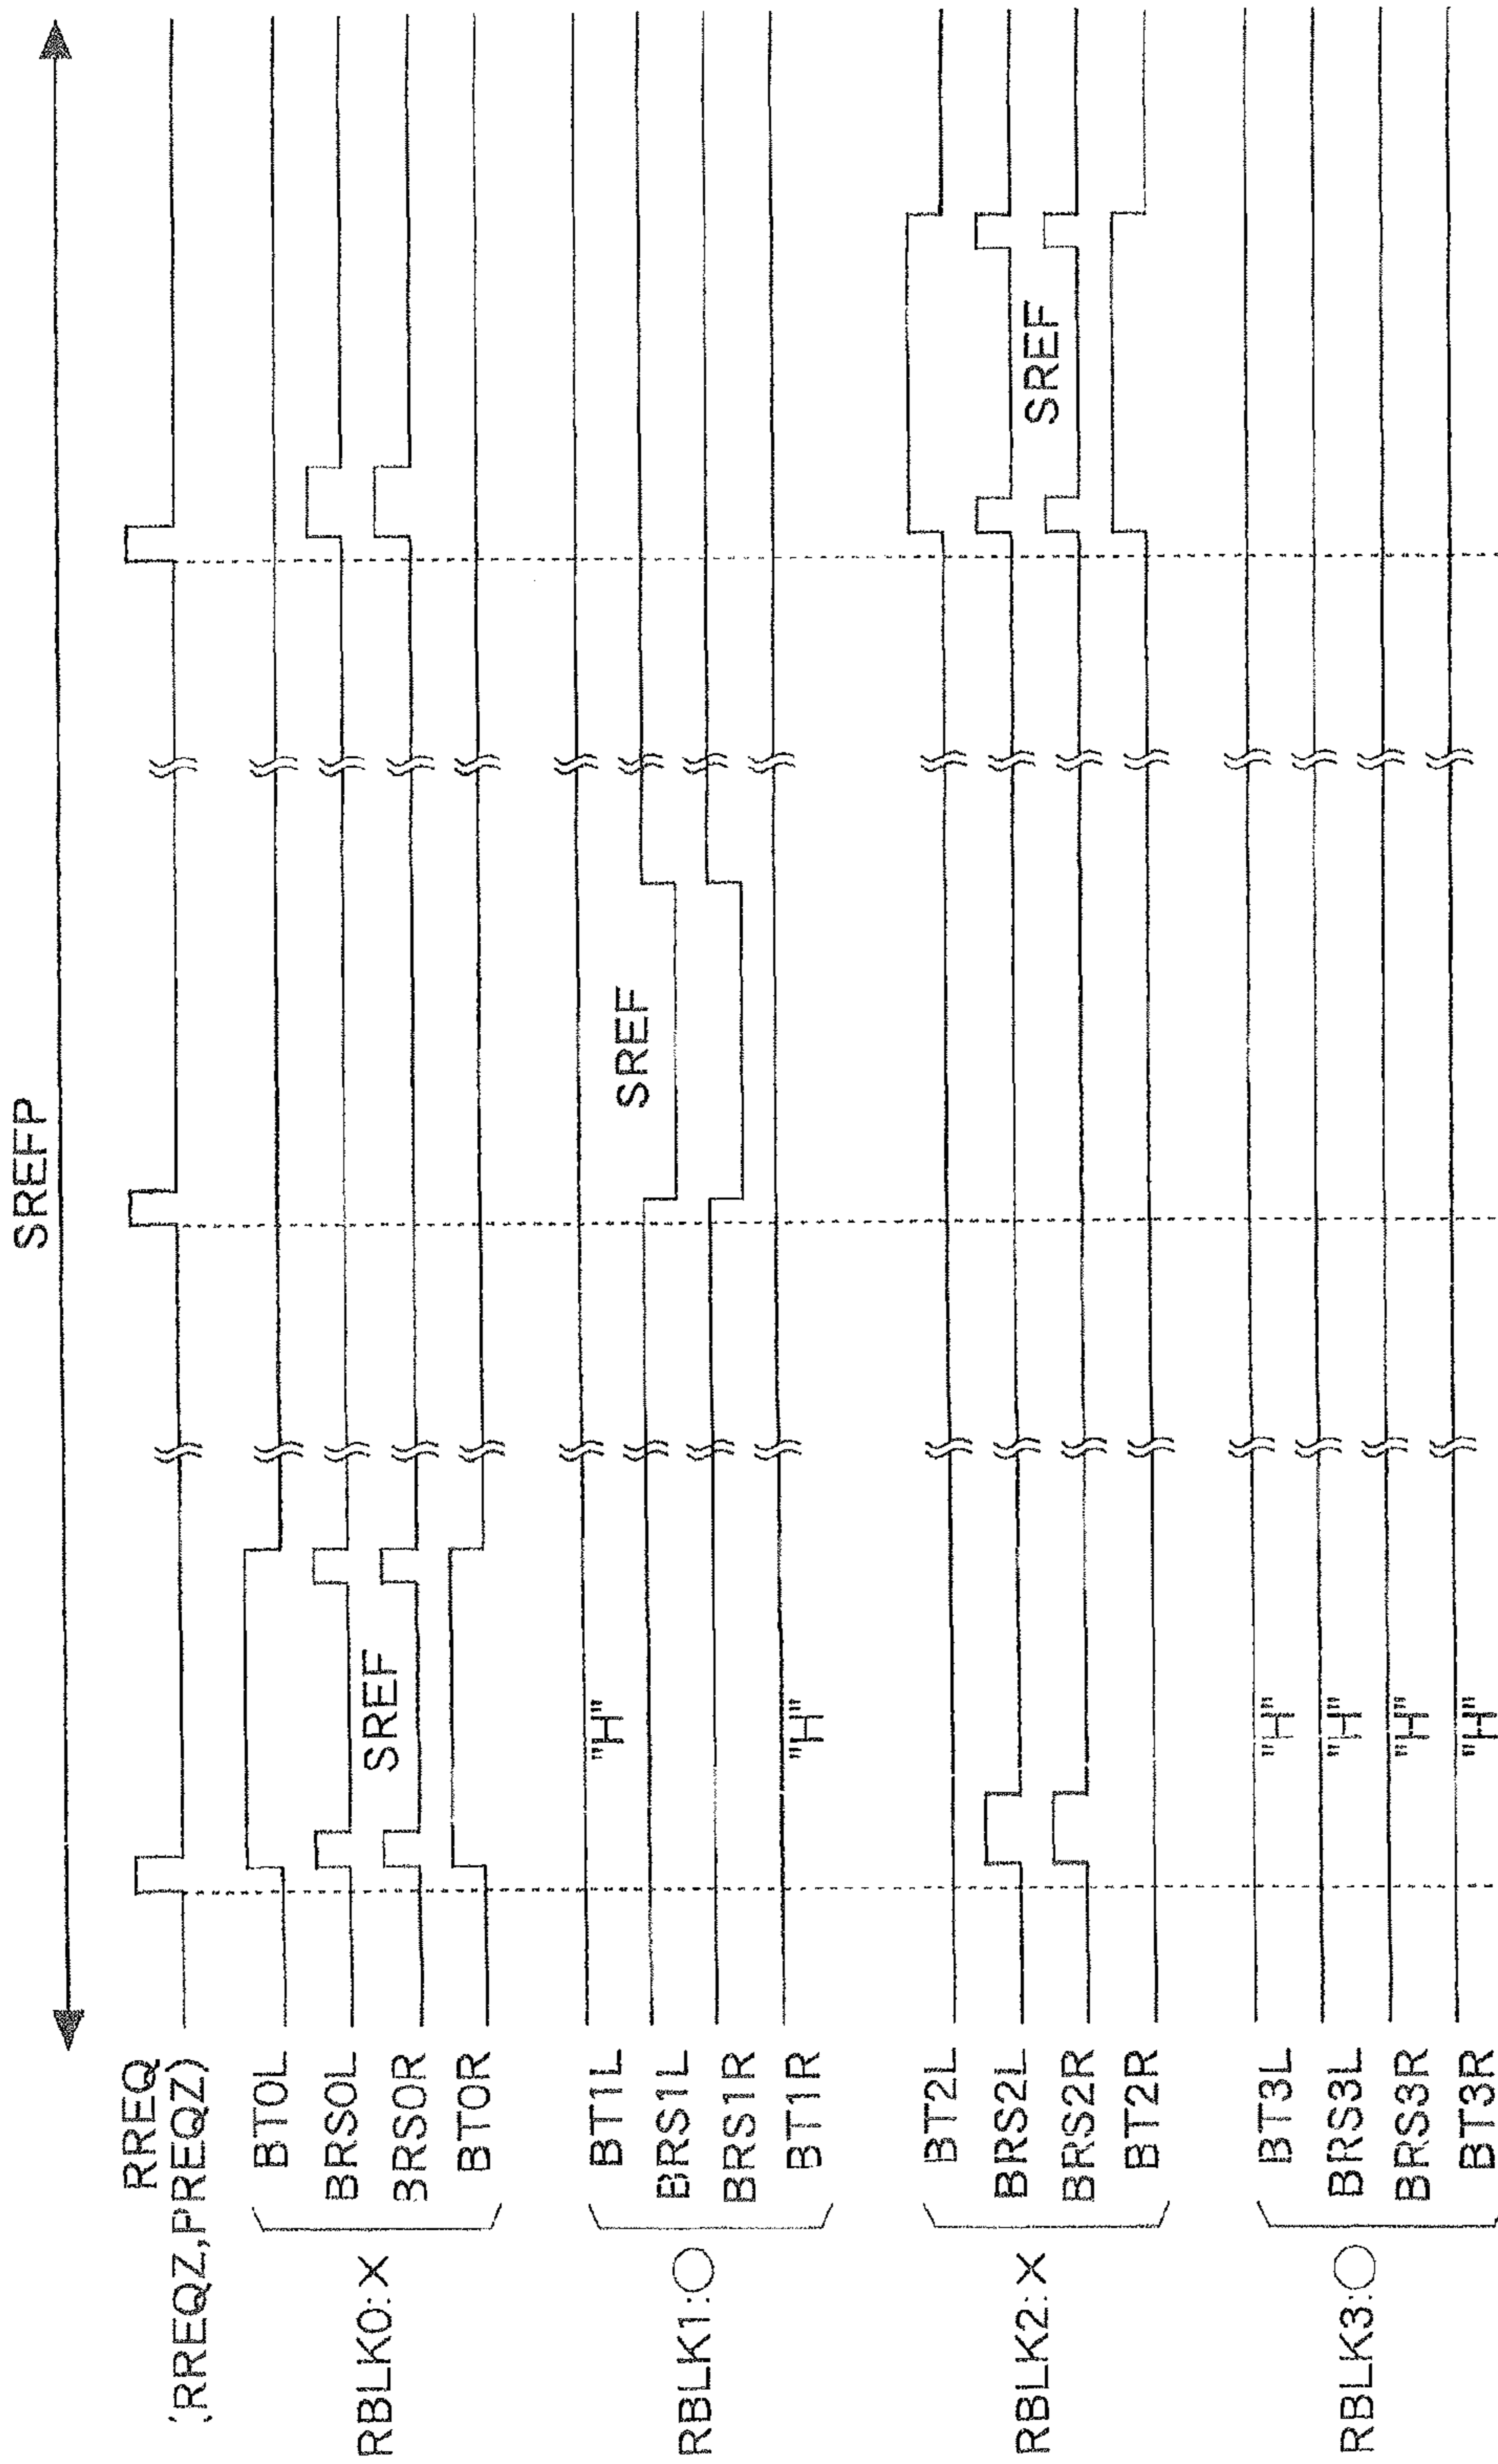 SREFP
RREQ
(RREQZ,PREQZ)
RBLK0:X
BT0L
BRS0L
SREF
BRS0R
BT0R
RBLK1:○
BT1L
"H"
BRS1L
SREF
BRS1R
BT1R
"H"
RBLK2:X
BT2L
BRS2L
SREF
BRS2R
BT2R
RBLK3:○
BT3L
"H"
BRS3L
"H"
BRS3R
"H"
BT3R
"H"